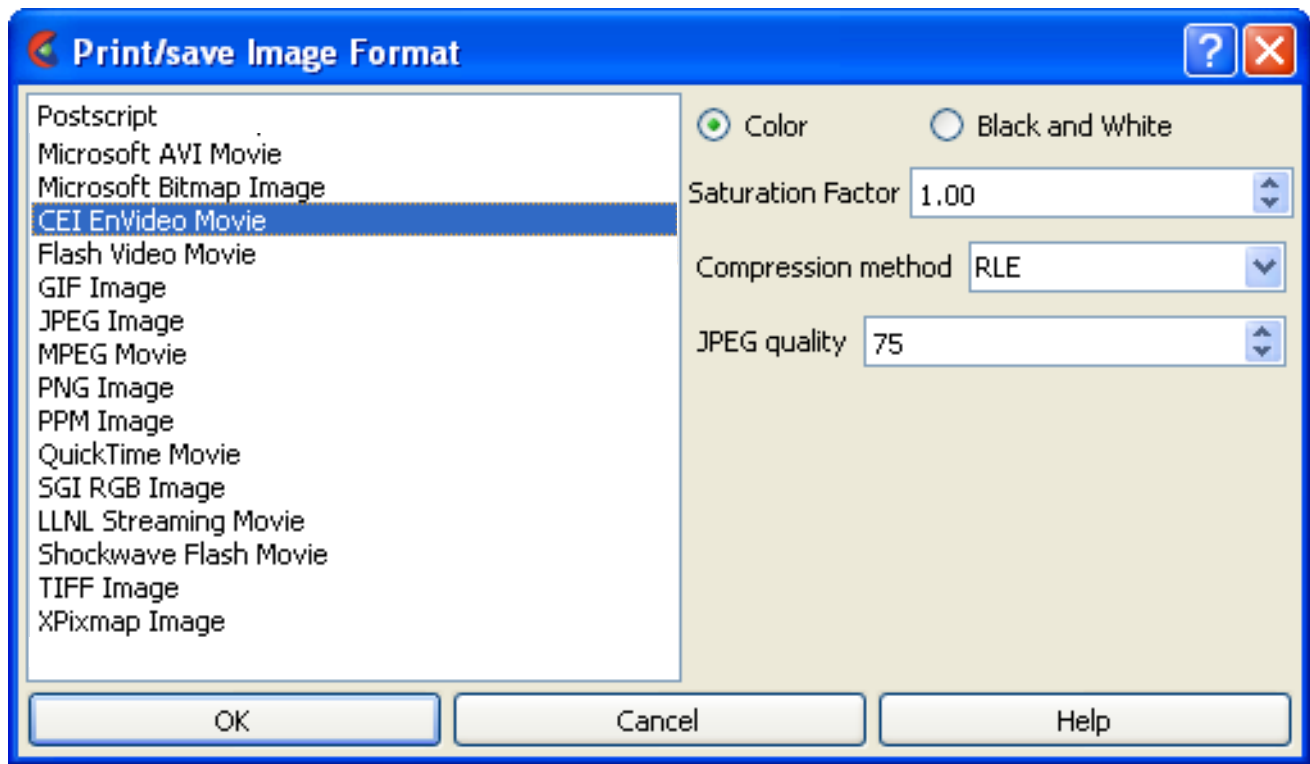 Print/save Image Format
Postscript
Microsoft AVI Movie
Microsoft Bitmap Image
CEI EnVideo Movie
Flash Video Movie
GIF Image
JPEG Image
MPEG Movie
PNG Image
PPM Image
QuickTime Movie
SGI RGB Image
LLNL Streaming Movie
Shockwave Flash Movie
TIFF Image
XPixmap Image
Color Black and White
Saturation Factor 1.00
Compression method RLE
JPEG quality 75
OK Cancel Help